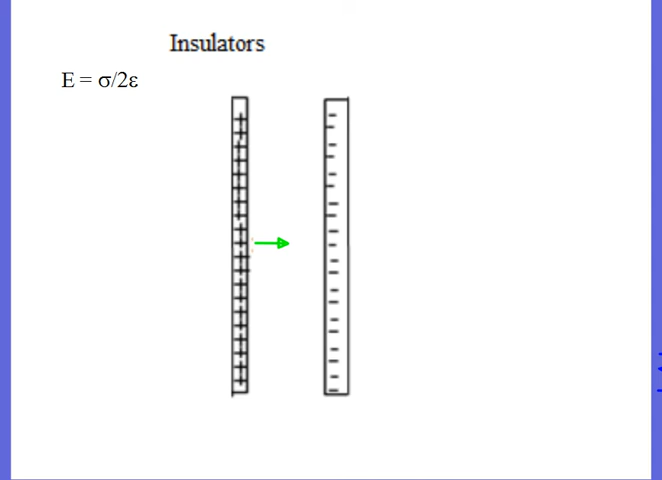 Insulators
E = σ/2ε